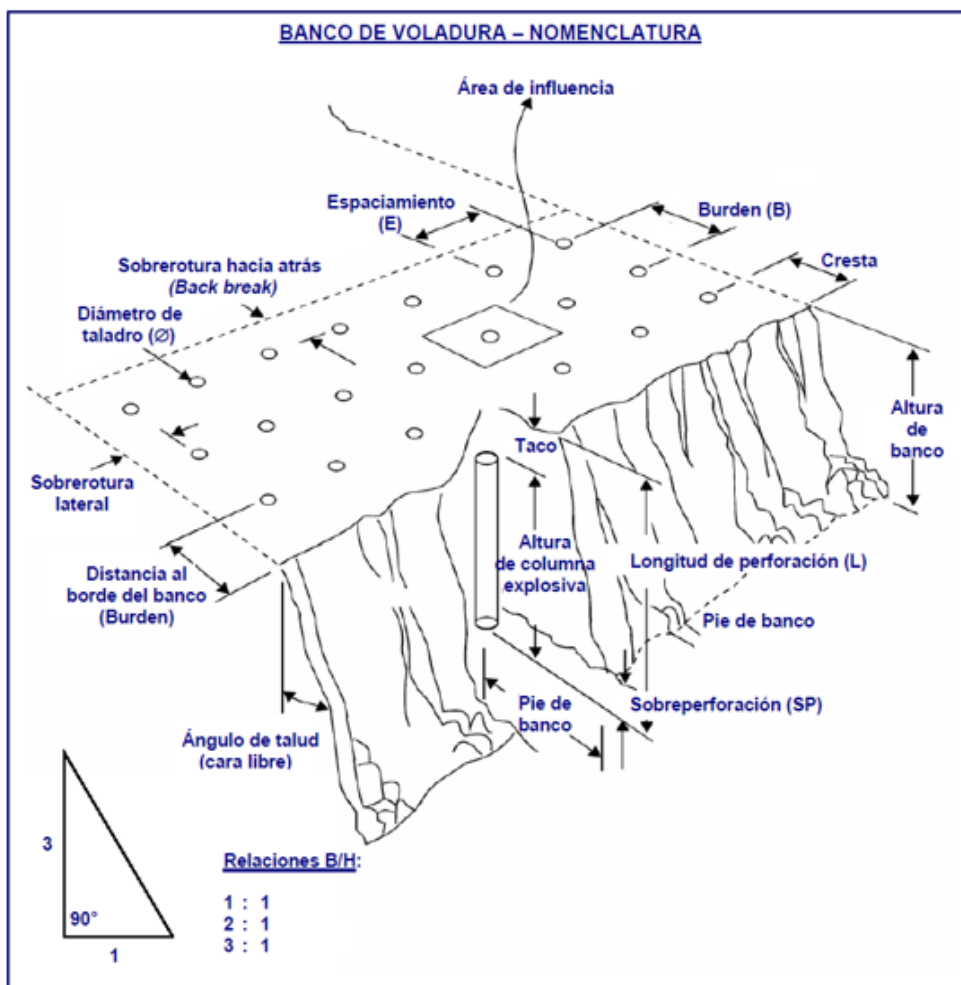 BANCO DE VOLADURA – NOMENCLATURA
Área de influencia
Espaciamiento
(E)
Burden (B)
Cresta
Sobrerotura hacia atrás
(Back break)
Diámetro de
taladro (∅)
Altura
de
banco
Taco
Sobrerotura
lateral
Altura
de columna
explosiva
Longitud de perforación (L)
Distancia al
borde del banco
(Burden)
Pie de banco
Pie de
banco
Sobreperforación (SP)
Ángulo de talud
(cara libre)
3
90°
1
Relaciones B/H:
1 : 1
2 : 1
3 : 1